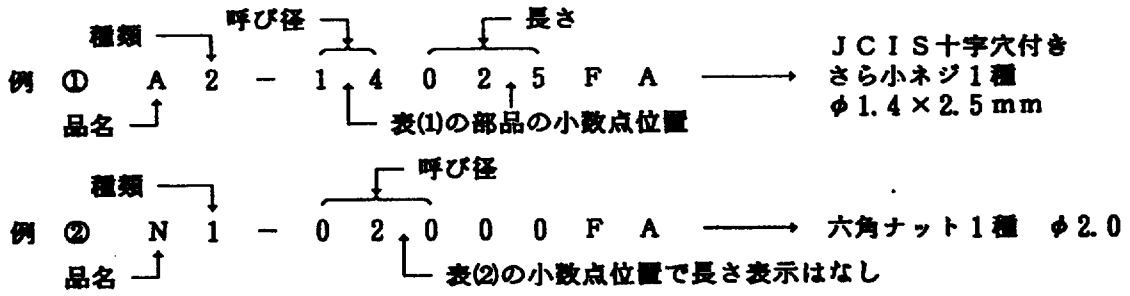 呼び径 長さ
種類
例 ① A 2 - 1 4 0 2 5 F A JCIS十字穴付き
さら小ネジ1種
φ1.4×2.5mm
品名 表(1)の部品の小数点位置
呼び径
種類
例 ② N 1 - 0 2 0 0 0 F A 六角ナット1種 φ2.0
品名 表(2)の小数点位置で長さ表示はなし